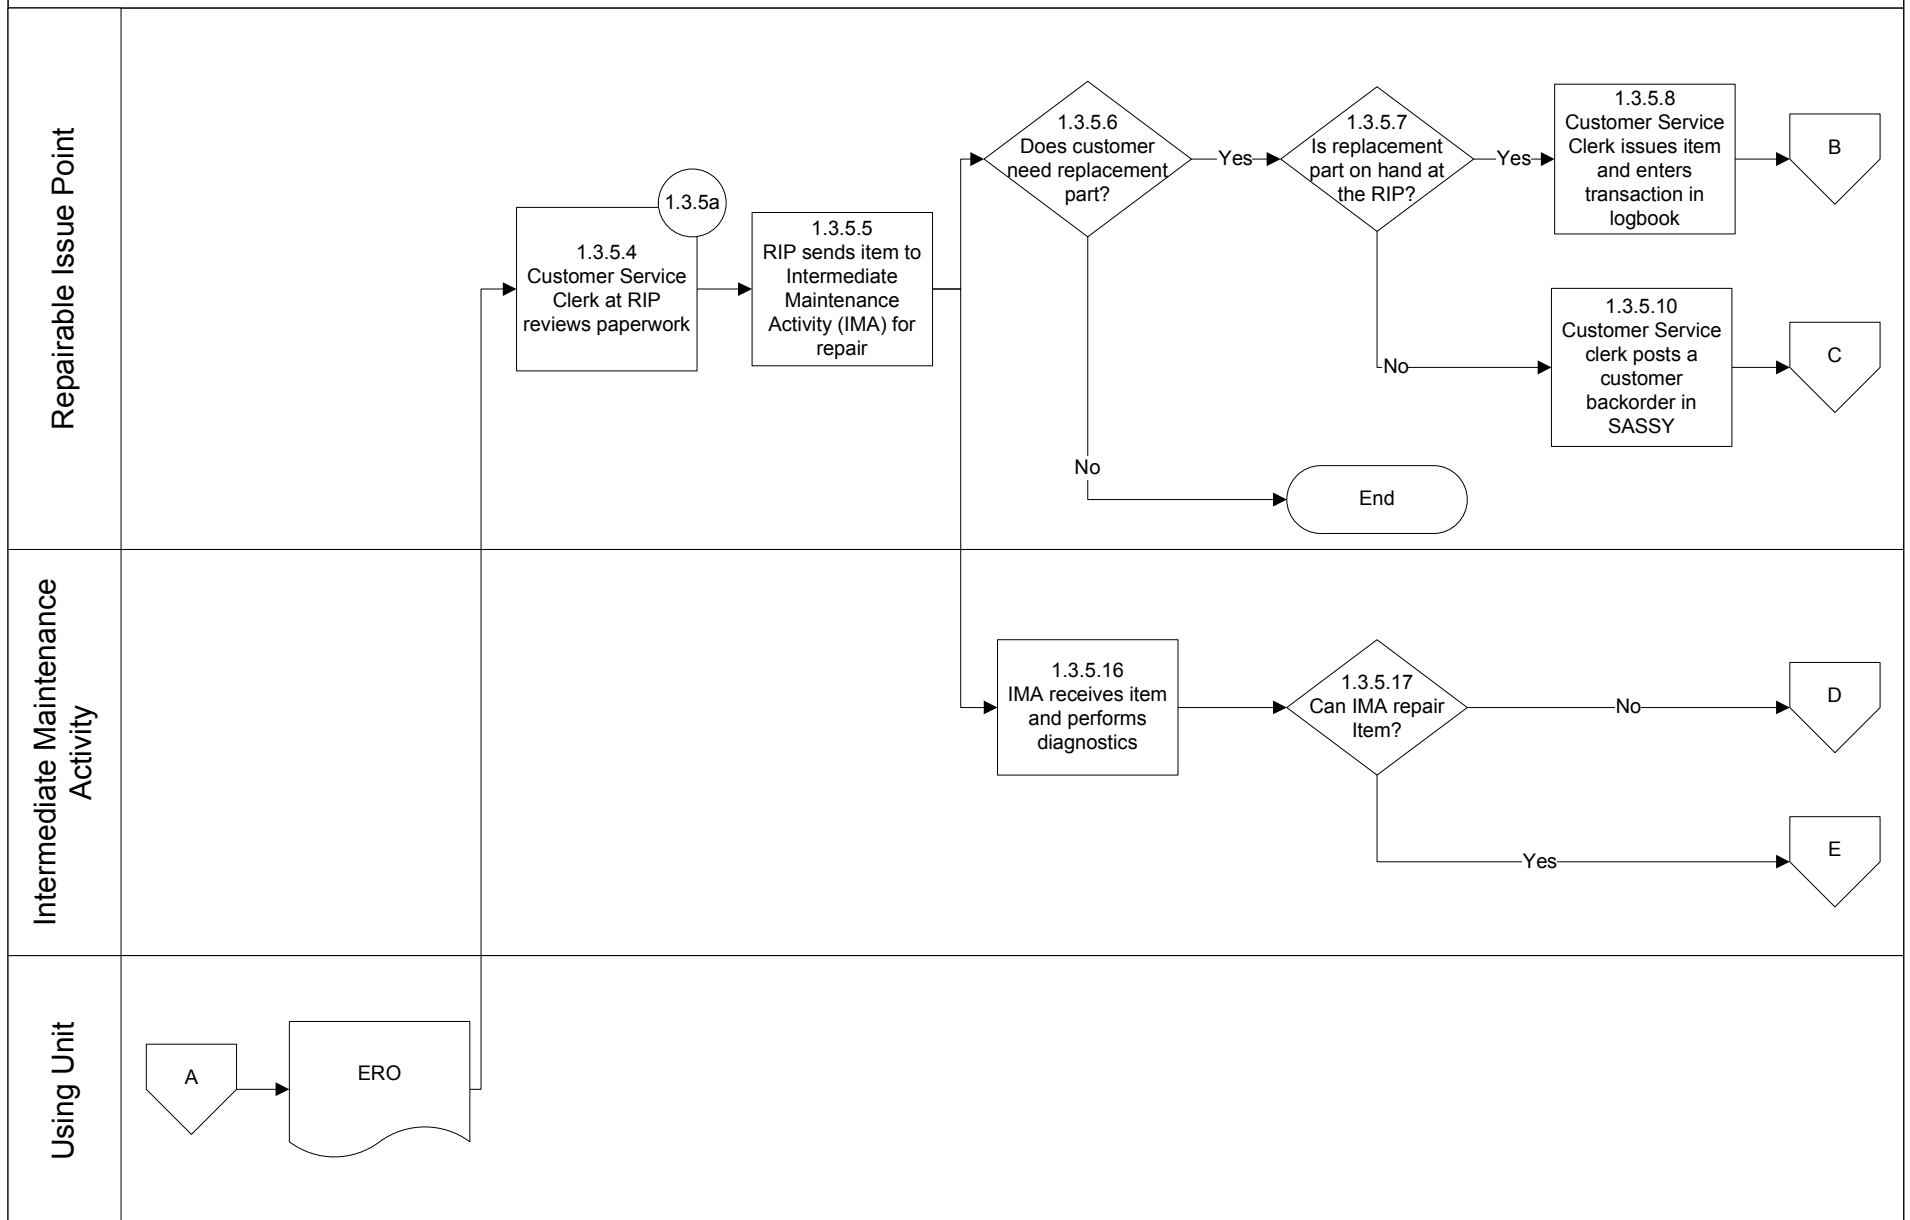 Repairable Issue Point
1.3.5a
1.3.5.4
Customer Service
Clerk at RIP
reviews paperwork
1.3.5.5
RIP sends item to
Intermediate
Maintenance
Activity (IMA) for
repair
1.3.5.6
Does customer
need replacement
part?
Yes
No
1.3.5.7
Is replacement
part on hand at
the RIP?
Yes
No
1.3.5.8
Customer Service
Clerk issues item
and enters
transaction in
logbook
B
1.3.5.10
Customer Service
clerk posts a
customer
backorder in
SASSY
C
End
Intermediate Maintenance
Activity
1.3.5.16
IMA receives item
and performs
diagnostics
1.3.5.17
Can IMA repair
Item?
No
D
Yes
E
Using Unit
A
ERO